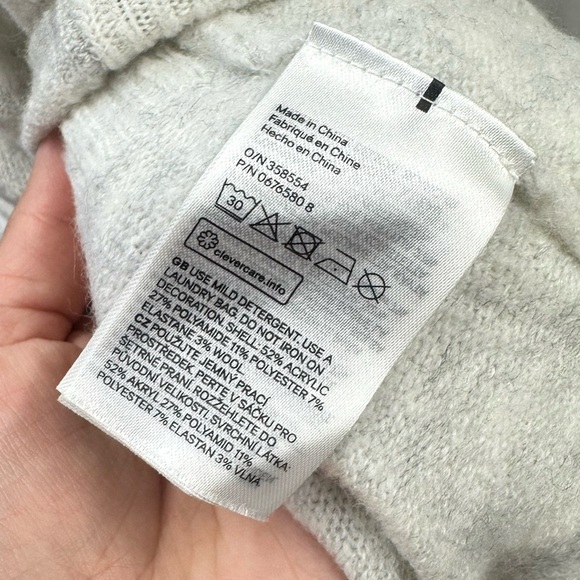 Made in China
Fabriqué en Chine
Hecho en China
O/N 358554
P/N 0676580 8
30
clevercare.info
GB USE MILD DETERGENT. USE A
LAUNDRY BAG. DO NOT IRON ON
DECORATION. SHELL: 52% ACRYLIC
27% POLYAMIDE 11% POLYESTER 7%
ELASTANE 3% WOOL
CZ POUŽIJTE JEMNÝ PRACÍ
PROSTŘEDEK. PERTE V SÁČKU PRO
ŠETRNÉ PRANÍ. ROZŽEHLETE DO
PŮVODNÍ VELIKOSTI. SVRCHNÍ LÁTKA:
52% AKRYL 27% POLYAMID 11%
POLYESTER 7% ELASTAN 3% VLNA